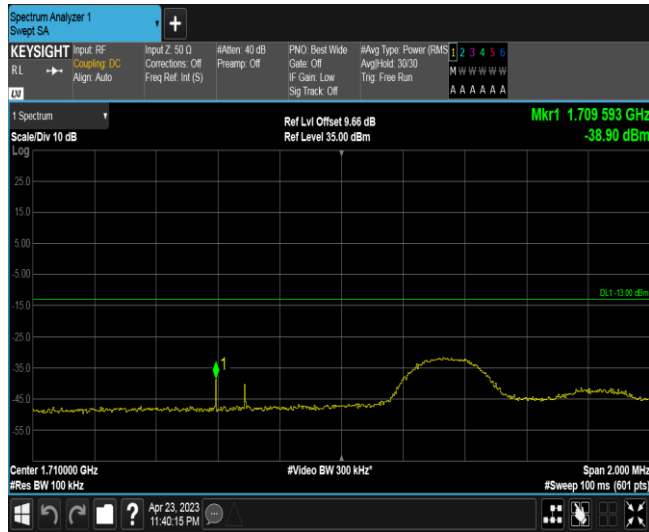 Spectrum Analyzer 1
Swept SA
KEYSIGHT
RL
LXI
Input: RF
Coupling: DC
Align: Auto
Input Z: 50 Ω
Corrections: Off
Freq Ref: Int (S)
#Atten: 40 dB
Preamp: Off
PNO: Best Wide
Gate: Off
IF Gain: Low
Sig Track: Off
#Avg Type: Power (RMS
Avg|Hold: 30/30
Trig: Free Run
1 2 3 4 5 6
M W W W W W
A A A A A A
1 Spectrum
Scale/Div 10 dB
Log
Ref Lvl Offset 9.66 dB
Ref Level 35.00 dBm
Mkr1 1.709 593 GHz
-38.90 dBm
25.0
15.0
5.00
-5.00
DL1 -13.00 dBm
-15.0
-25.0
1
-35.0
-45.0
-55.0
Center 1.710000 GHz
#Res BW 100 kHz
#Video BW 300 kHz*
Span 2.000 MHz
#Sweep 100 ms (601 pts)
?
Apr 23, 2023
11:40:15 PM